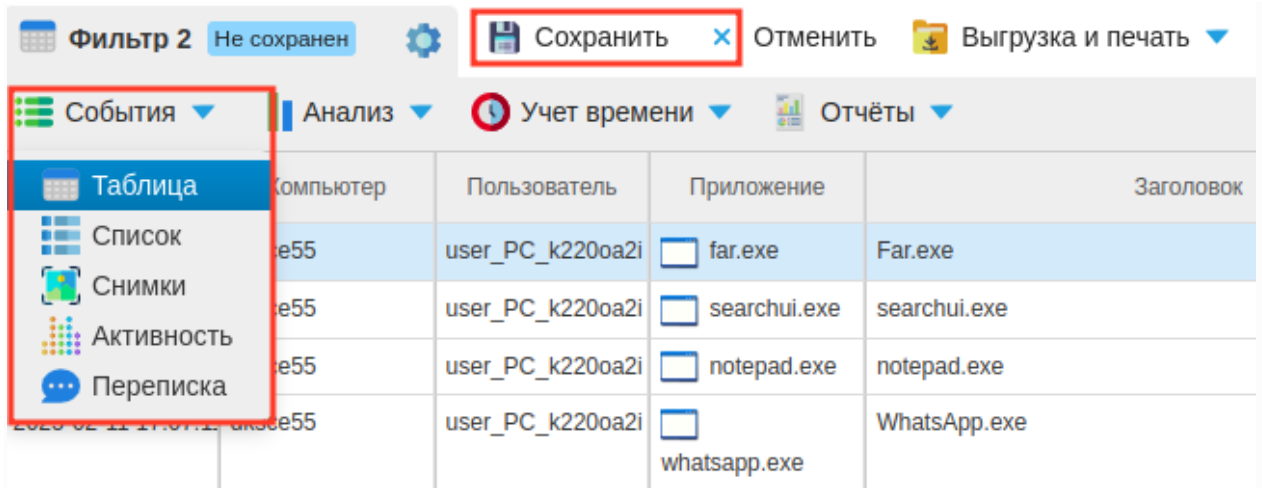 Фильтр 2 Не сохранен Сохранить Отменить Выгрузка и печать
События Анализ Учет времени Отчёты
Таблица Компьютер Пользователь Приложение Заголовок
Список
user_PC_k220oa2i far.exe Far.exe
Снимки
user_PC_k220oa2i searchui.exe searchui.exe
Активность
user_PC_k220oa2i notepad.exe notepad.exe
Переписка
user_PC_k220oa2i whatsapp.exe WhatsApp.exe